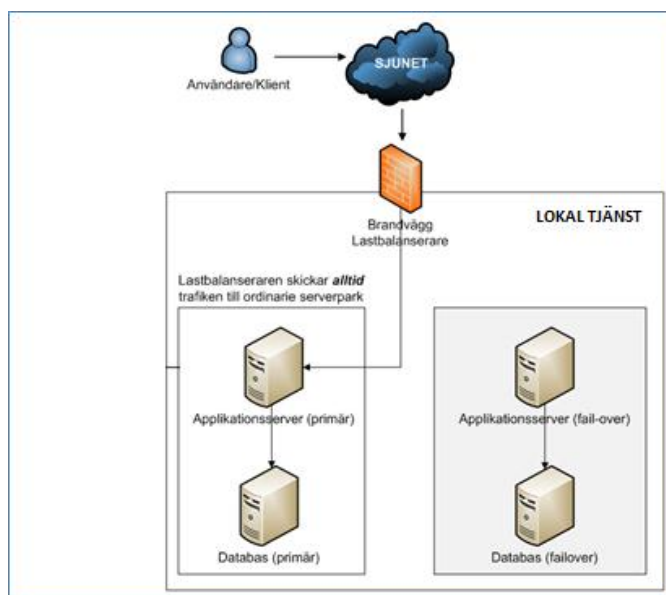 SJUNET
Användare/Klient
Brandvägg
Lastbalanserare
LOKAL TJÄNST
Lastbalanseraren skickar alltid
trafiken till ordinarie serverpark
Applikationsserver (primär)
Applikationsserver (fail-over)
Databas (primär)
Databas (failover)